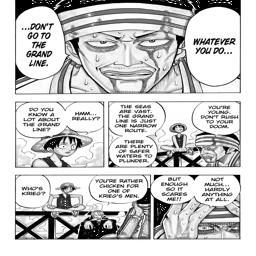 WHATEVER
YOU DO...
...DON'T
GO TO
THE
GRAND
LINE.
YOU'RE
YOUNG.
DON'T RUSH
TO YOUR
DOOM.
THE SEAS
ARE VAST.
THE GRAND
LINE IS JUST
ONE NARROW
ROUTE.
THERE
ARE PLENTY
OF SAFER
WATERS TO
PLUNDER.
HMM...
REALLY?
DO YOU
KNOW A
LOT ABOUT
THE GRAND
LINE?
NOT
MUCH...
HARDLY
ANYTHING
AT ALL.
BUT
ENOUGH
SO IT
SCARES
ME!!
YOU'RE RATHER
CHICKEN FOR
ONE OF
KRIEG'S MEN.
WHO'S
KRIEG?